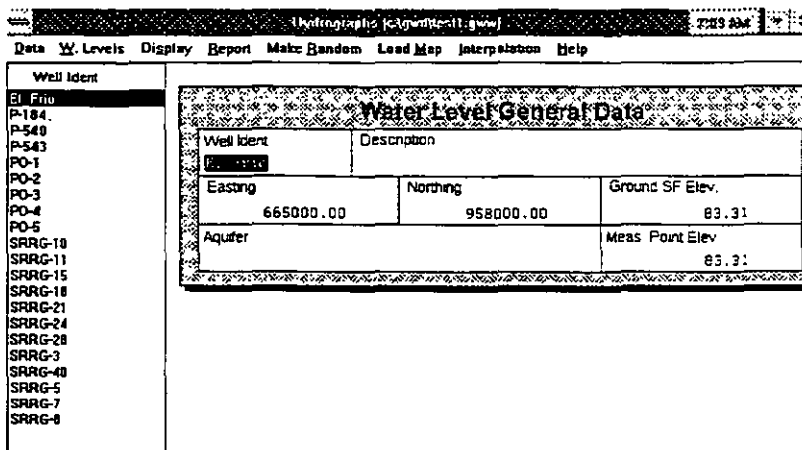 Hydrographs
Data W. Levels Display Report Make Random Load Map Interpolation Help
Well Ident
El Frio
P-184.
P-540
P-543
PO-1
PO-2
PO-3
PO-4
PO-5
SRRG-10
SRRG-11
SRRG-15
SRRG-18
SRRG-21
SRRG-24
SRRG-28
SRRG-3
SRRG-40
SRRG-5
SRRG-7
SRRG-8
Water Level General Data
Well Ident Description
Easting Northing Ground SF Elev.
665000.00 958000.00 83.31
Aquifer Meas. Point Elev
83.31